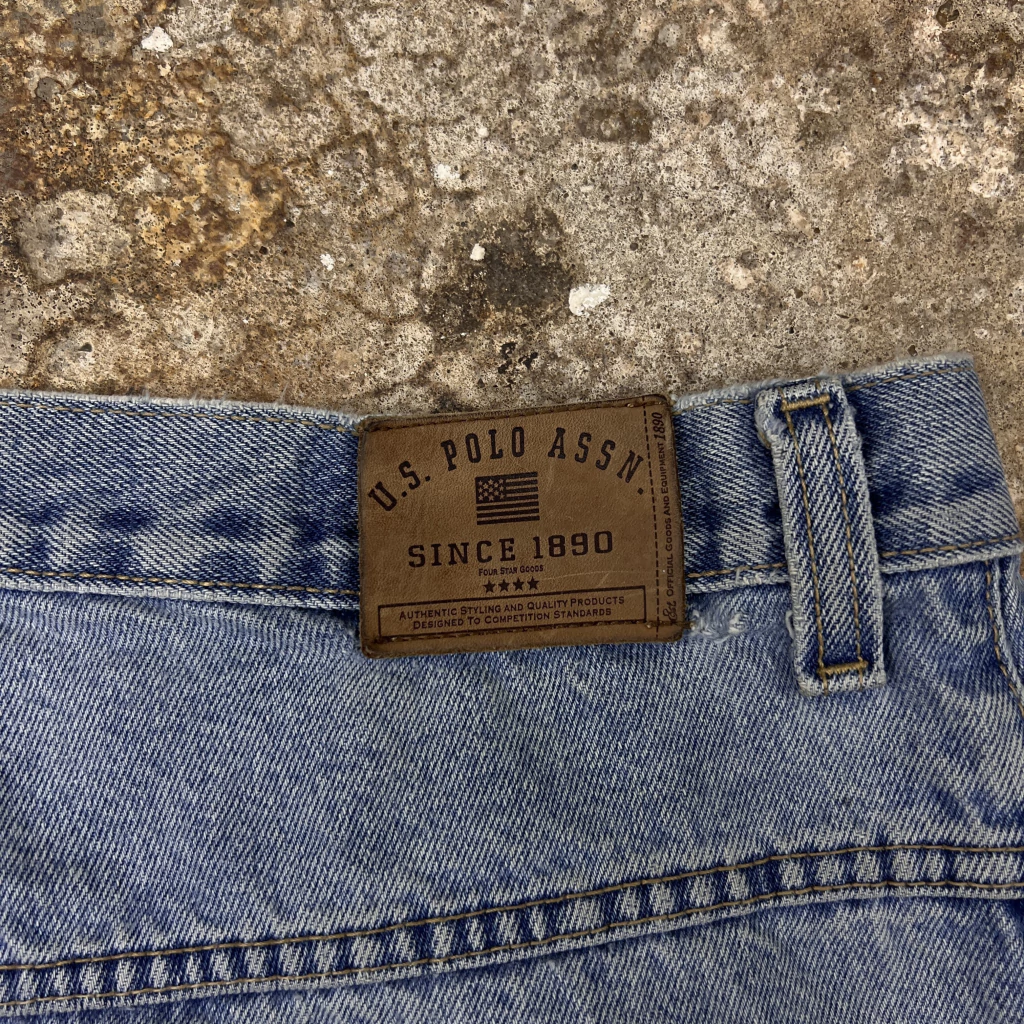 U.S. POLO ASSN.
SINCE 1890
FOUR STAR GOODS
AUTHENTIC STYLING AND QUALITY PRODUCTS
DESIGNED TO COMPETITION STANDARDS
Est. OFFICIAL GOODS AND EQUIPMENT 1890